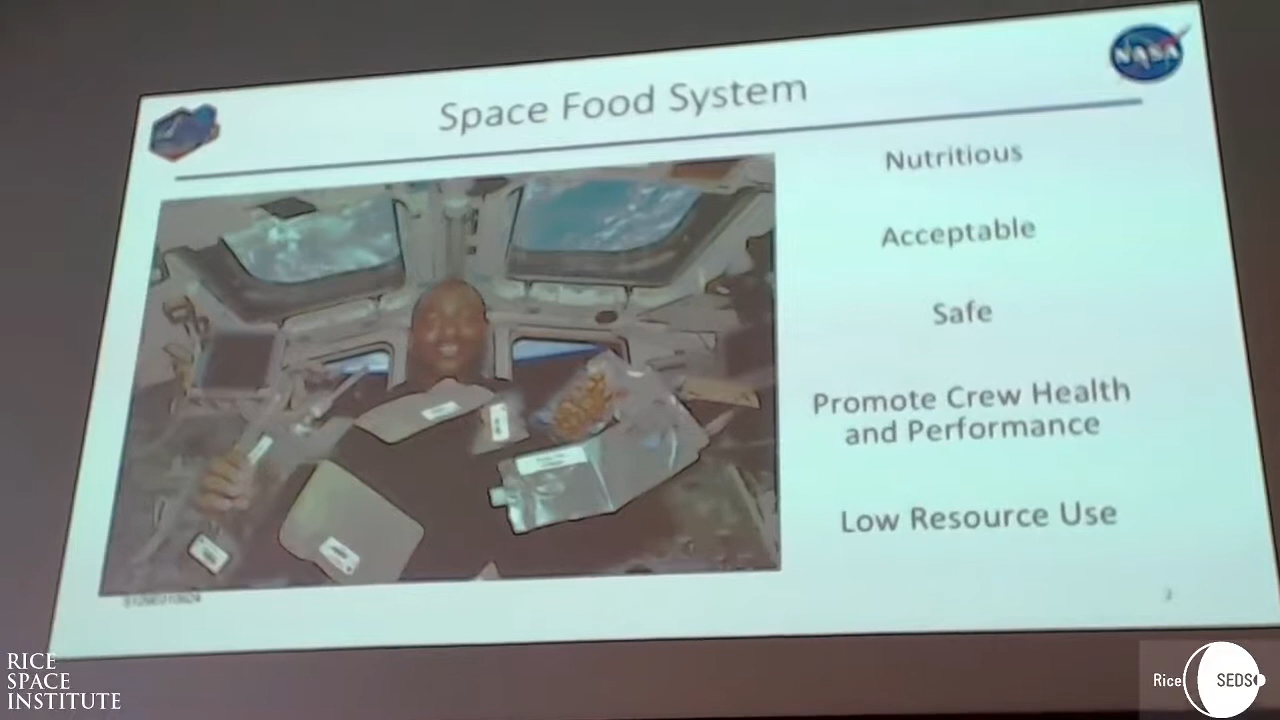 NASA
Space Food System
Nutritious
Acceptable
Safe
Promote Crew Health
and Performance
Low Resource Use
RICE
SPACE
INSTITUTE
Rice SEDS